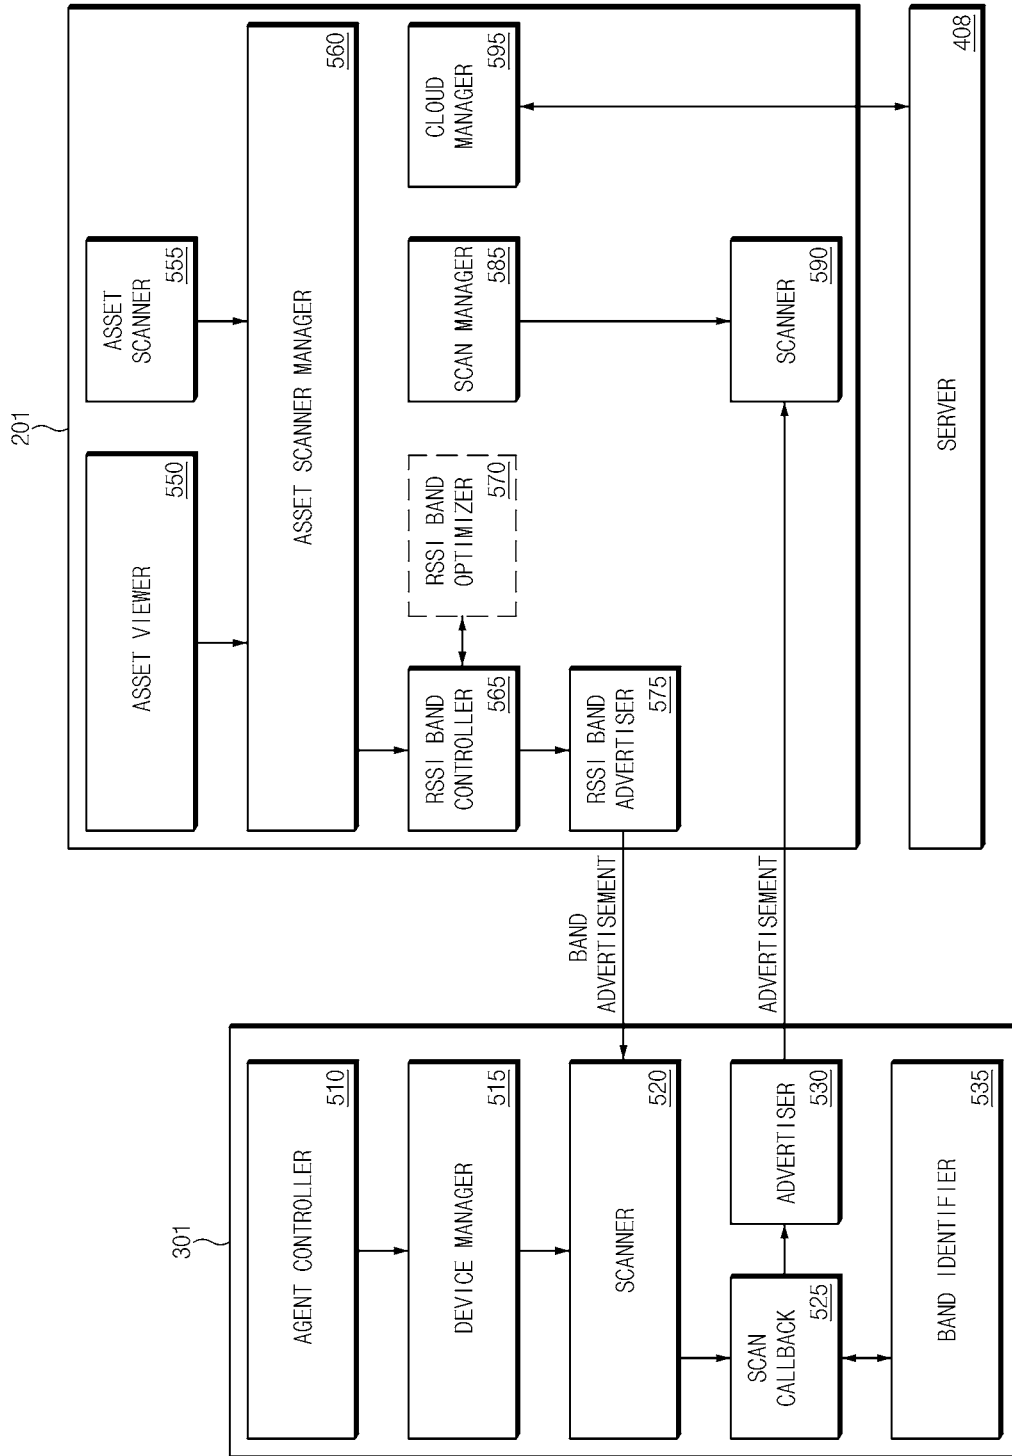 301
AGENT CONTROLLER
510
DEVICE MANAGER
515
SCANNER
520
SCAN
CALLBACK
525
ADVERTISER
530
BAND IDENTIFIER
535
BAND
ADVERTISEMENT
ADVERTISEMENT
201
ASSET VIEWER
550
ASSET
SCANNER
555
ASSET SCANNER MANAGER
560
RSSI BAND
CONTROLLER
565
RSSI BAND
OPTIMIZER
570
SCAN MANAGER
585
CLOUD
MANAGER
595
RSSI BAND
ADVERTISER
575
SCANNER
590
SERVER
408